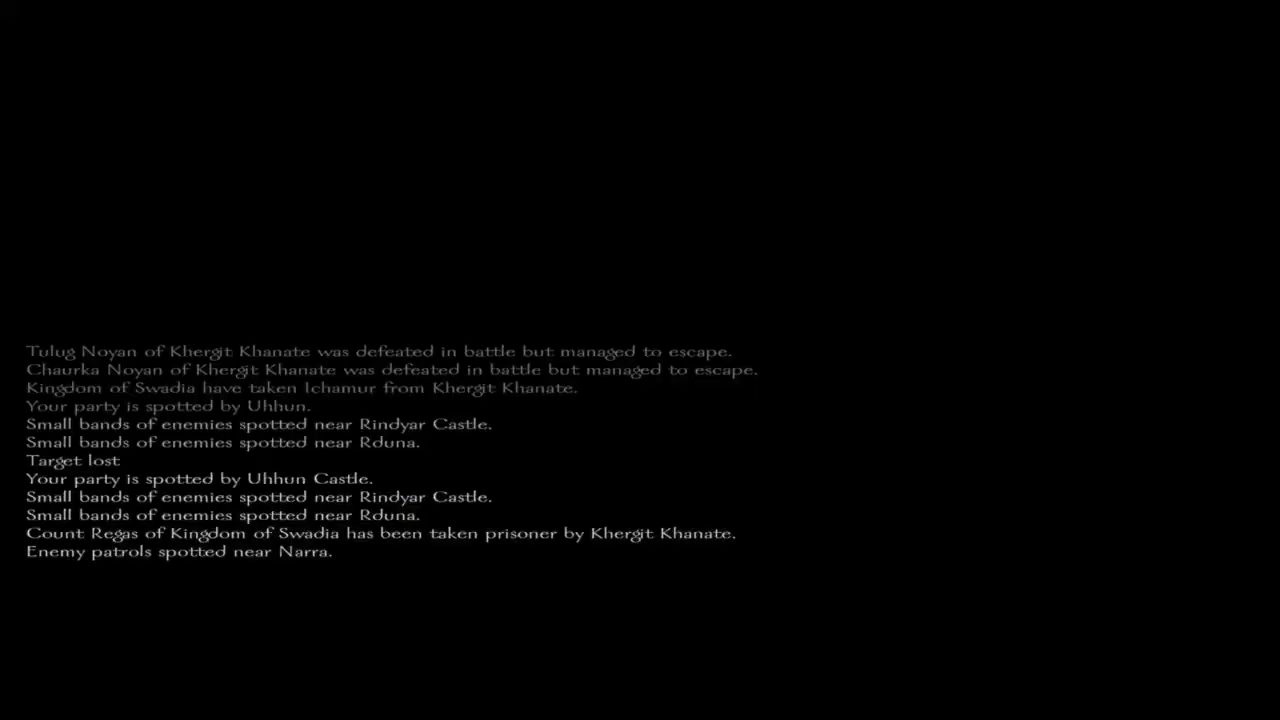 Tulug Noyan of Khergit Khanate was defeated in battle but managed to escape.
Chaurka Noyan of Khergit Khanate was defeated in battle but managed to escape.
Kingdom of Swadia have taken Ichamur from Khergit Khanate.
Your party is spotted by Uhhun.
Small bands of enemies spotted near Rindyar Castle.
Small bands of enemies spotted near Rduna.
Target lost
Your party is spotted by Uhhun Castle.
Small bands of enemies spotted near Rindyar Castle.
Small bands of enemies spotted near Rduna.
Count Regas of Kingdom of Swadia has been taken prisoner by Khergit Khanate.
Enemy patrols spotted near Narra.